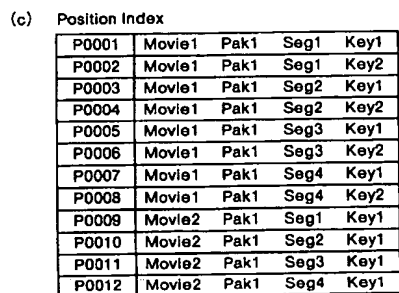 (c) Position Index
P0001 Movie1 Pak1 Seg1 Key1
P0002 Movie1 Pak1 Seg1 Key2
P0003 Movie1 Pak1 Seg2 Key1
P0004 Movie1 Pak1 Seg2 Key2
P0005 Movie1 Pak1 Seg3 Key1
P0006 Movie1 Pak1 Seg3 Key2
P0007 Movie1 Pak1 Seg4 Key1
P0008 Movie1 Pak1 Seg4 Key2
P0009 Movie2 Pak1 Seg1 Key1
P0010 Movie2 Pak1 Seg2 Key1
P0011 Movie2 Pak1 Seg3 Key1
P0012 Movie2 Pak1 Seg4 Key1